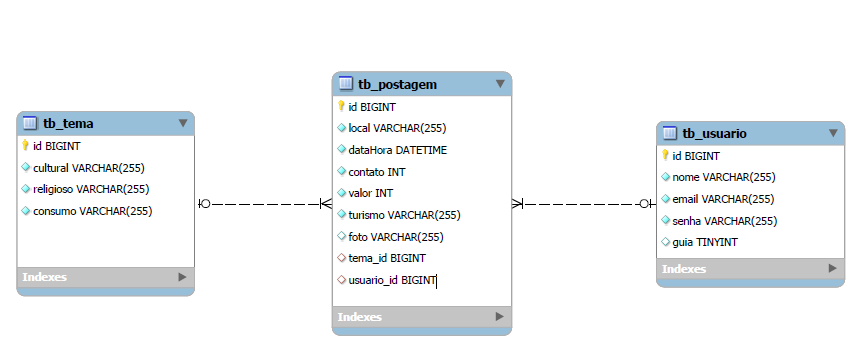 tb_tema
id BIGINT
cultural VARCHAR(255)
religioso VARCHAR(255)
consumo VARCHAR(255)
Indexes
tb_postagem
id BIGINT
local VARCHAR(255)
dataHora DATETIME
contato INT
valor INT
turismo VARCHAR(255)
foto VARCHAR(255)
tema_id BIGINT
usuario_id BIGINT
Indexes
tb_usuario
id BIGINT
nome VARCHAR(255)
email VARCHAR(255)
senha VARCHAR(255)
guia TINYINT
Indexes